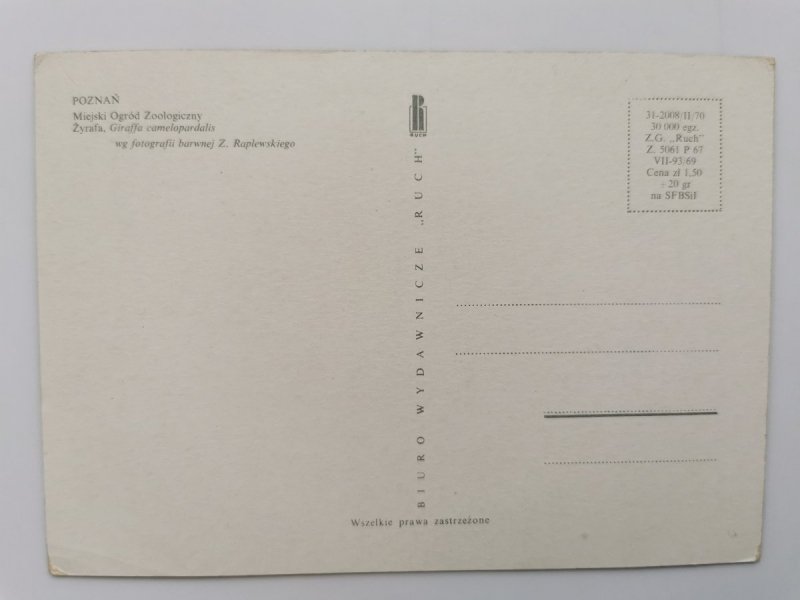 POZNAŃ
Miejski Ogród Zoologiczny
Żyrafa, Giraffa camelopardalis
wg fotografii barwnej Z. Raplewskiego
RUCH
BIURO WYDAWNICZE „RUCH"
31-2008/II/70
30 000 egz.
Z.G. „Ruch"
Z. 5061 P 67
VII-93/69
Cena zł 1,50
+ 20 gr
na SFBSiI
Wszelkie prawa zastrzeżone